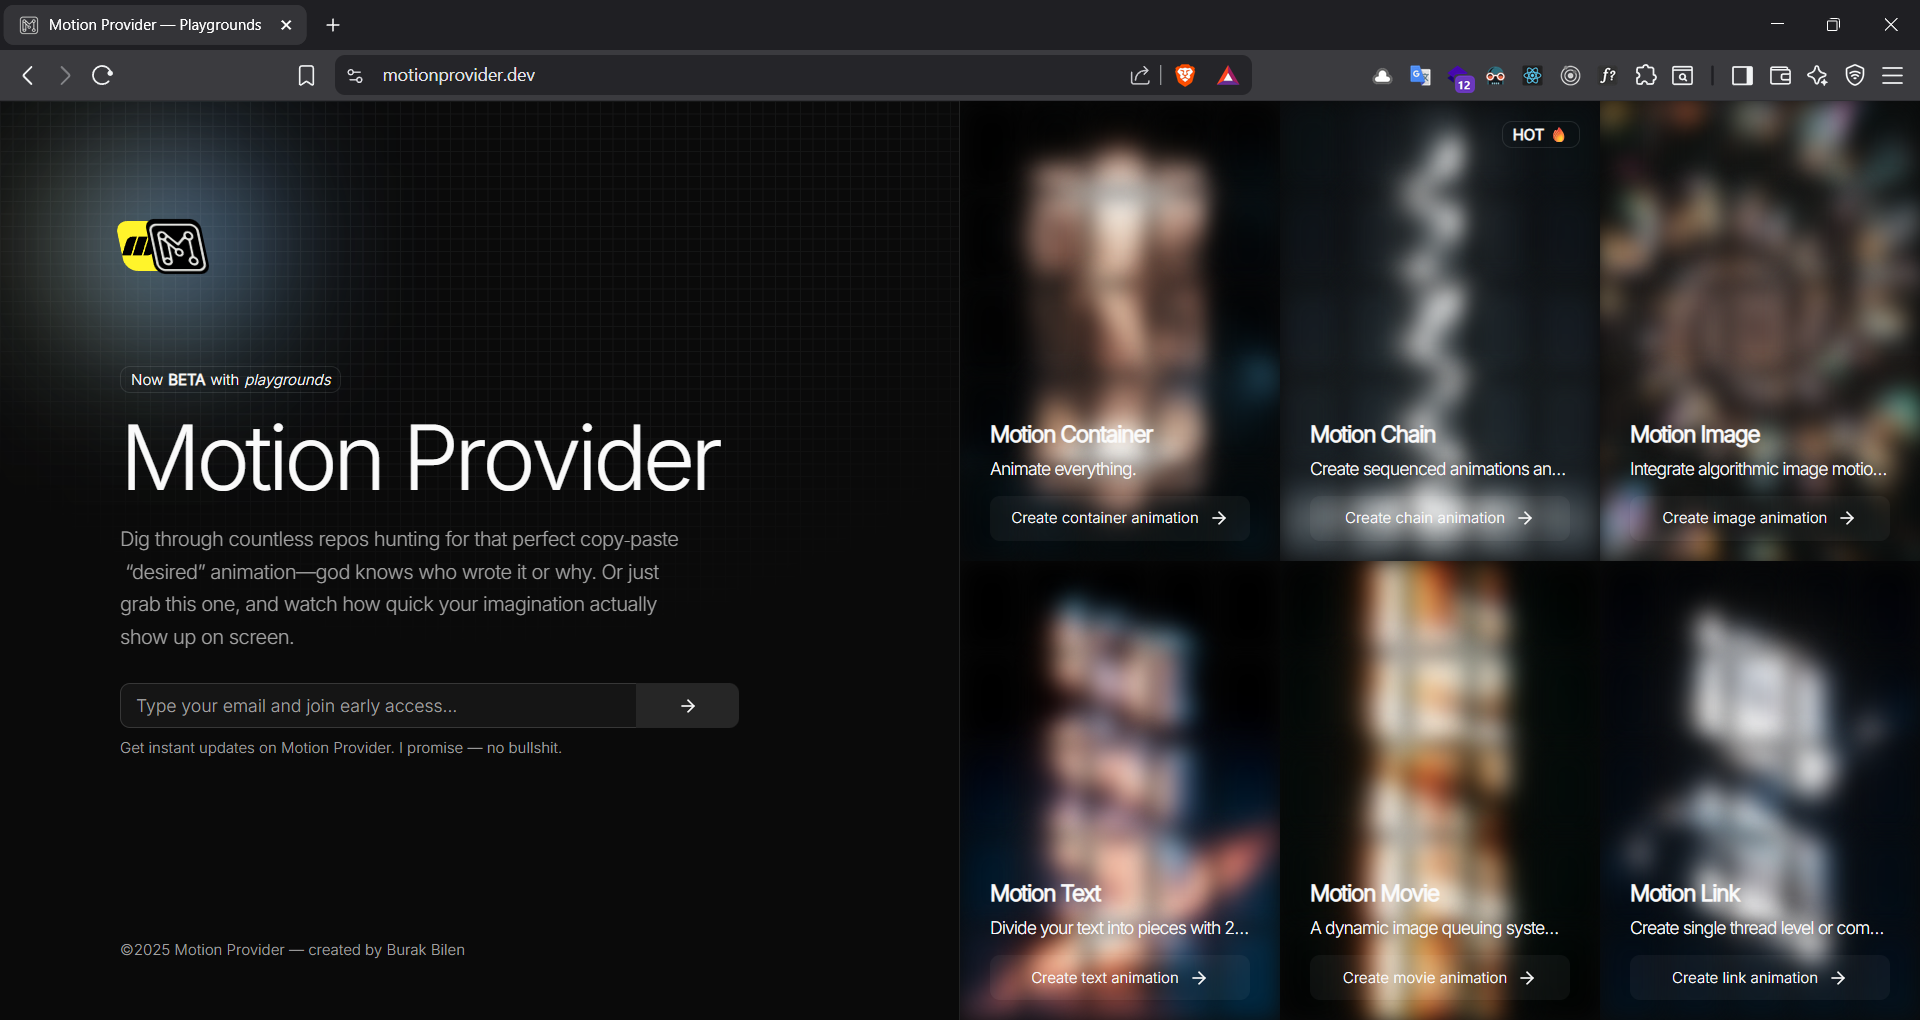 Motion Provider — Playgrounds
motionprovider.dev
12
f?
Now BETA with playgrounds
Motion Provider
Dig through countless repos hunting for that perfect copy-paste
“desired” animation—god knows who wrote it or why. Or just
grab this one, and watch how quick your imagination actually
show up on screen.
Type your email and join early access...
Get instant updates on Motion Provider. I promise — no bullshit.
©2025 Motion Provider — created by Burak Bilen
Motion Container
Animate everything.
Create container animation
HOT 🔥
Motion Chain
Create sequenced animations an...
Create chain animation
Motion Image
Integrate algorithmic image motio...
Create image animation
Motion Text
Divide your text into pieces with 2...
Create text animation
Motion Movie
A dynamic image queuing syste...
Create movie animation
Motion Link
Create single thread level or com...
Create link animation